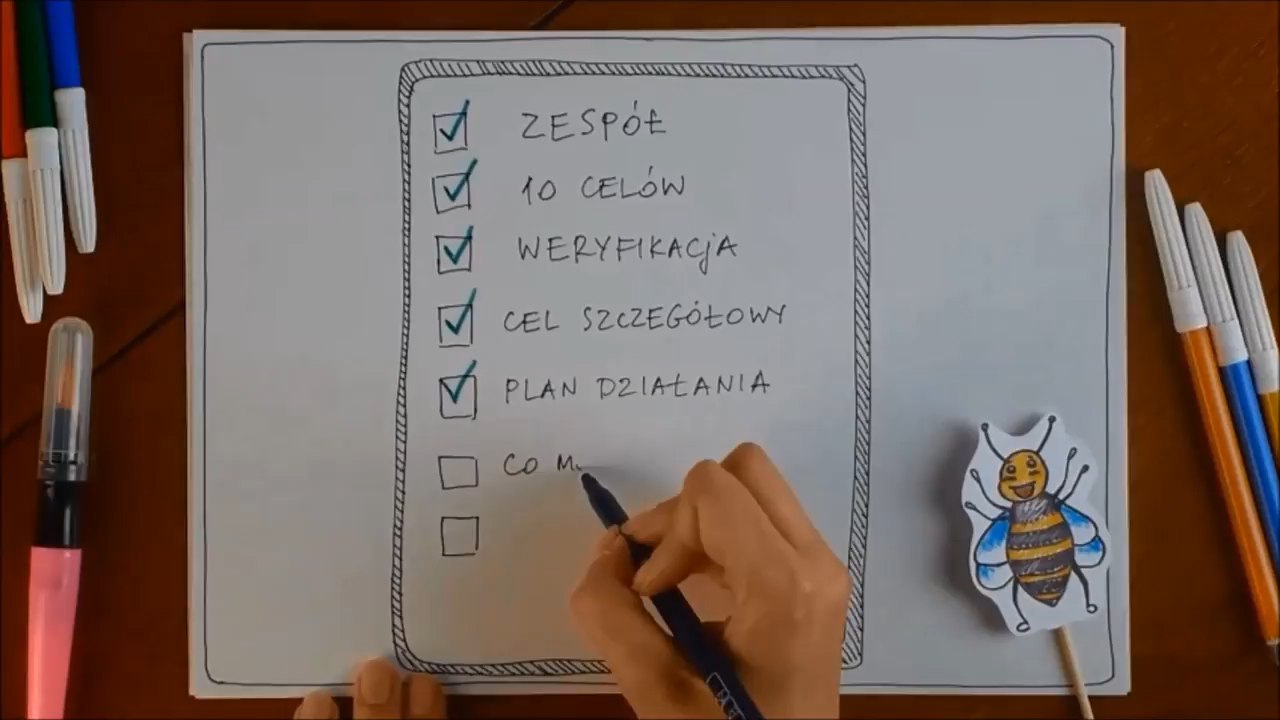 ZESPÓŁ
10 CELÓW
WERYFIKACjA
CEL SZCZEGÓŁOWY
PLAN DZIAŁANIA
CO